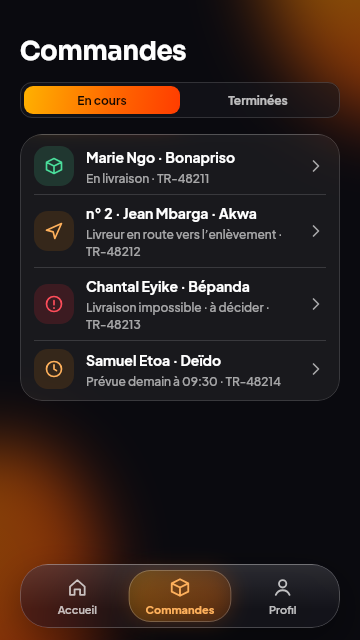 Commandes
En cours
Terminées
Marie Ngo · Bonapriso
En livraison · TR-48211
n° 2 · Jean Mbarga · Akwa
Livreur en route vers l’enlèvement ·
TR-48212
Chantal Eyike · Bépanda
Livraison impossible · à décider ·
TR-48213
Samuel Etoa · Deïdo
Prévue demain à 09:30 · TR-48214
Accueil
Commandes
Profil